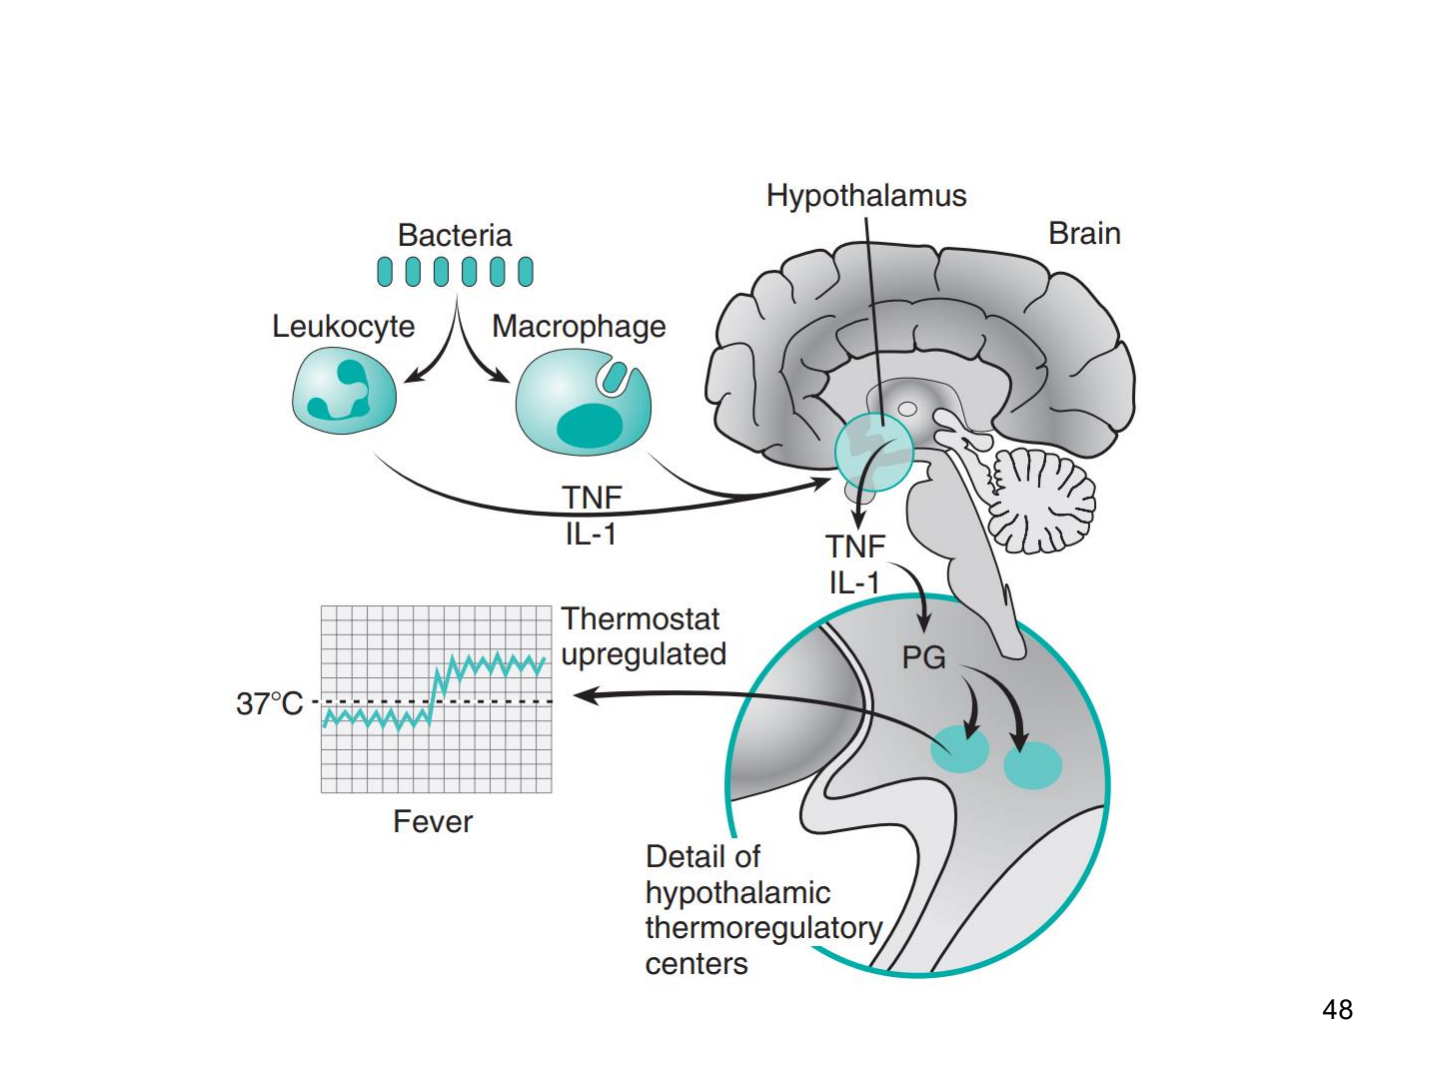 Hypothalamus
Brain
Bacteria
Leukocyte
Macrophage
TNF
IL-1
TNF
IL-1
PG
Thermostat
upregulated
37°C
Fever
Detail of
hypothalamic
thermoregulatory
centers
48